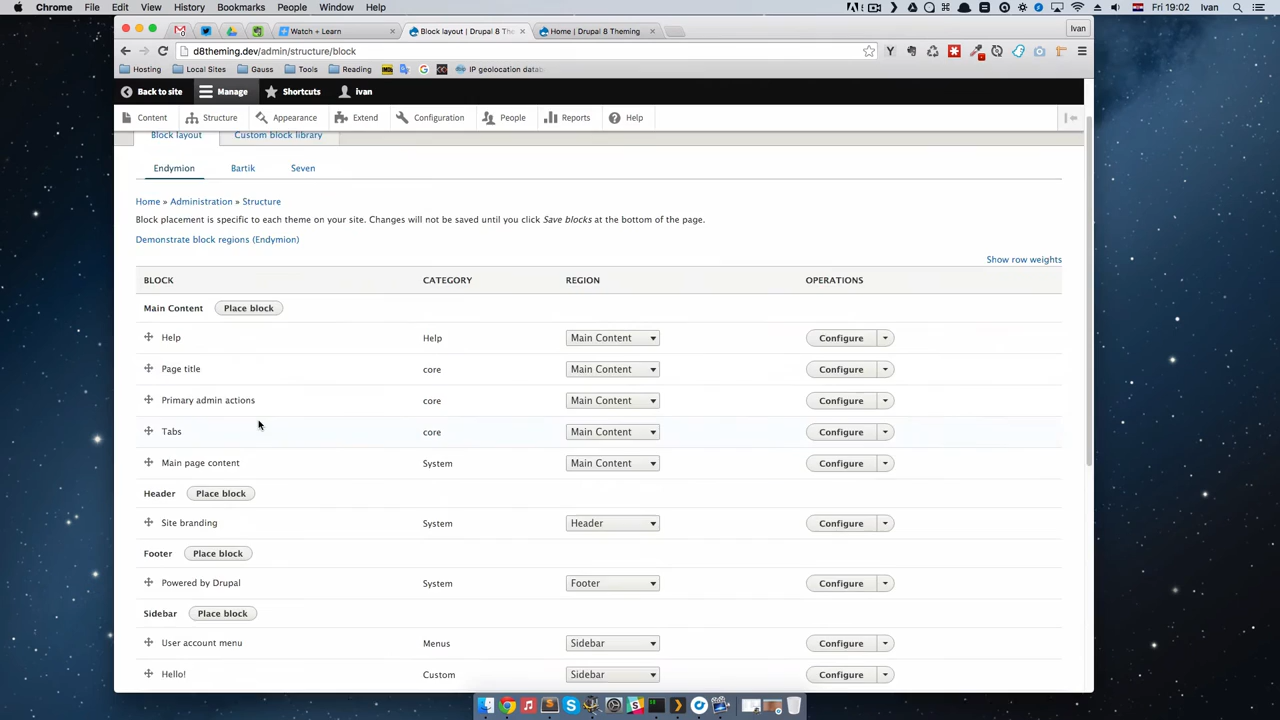 Chrome File Edit View History Bookmarks People Window Help
Fri 19:02 Ivan
Watch + Learn
Block layout | Drupal 8 The
Home | Drupal 8 Theming
Ivan
d8theming.dev/admin/structure/block
Hosting Local Sites Gauss Tools Reading IP geolocation datab
Back to site Manage Shortcuts ivan
Content Structure Appearance Extend Configuration People Reports Help
Block layout Custom block library
Endymion Bartik Seven
Home » Administration » Structure
Block placement is specific to each theme on your site. Changes will not be saved until you click Save blocks at the bottom of the page.
Demonstrate block regions (Endymion)
Show row weights
BLOCK CATEGORY REGION OPERATIONS
Main Content Place block
Help Help Main Content Configure
Page title core Main Content Configure
Primary admin actions core Main Content Configure
Tabs core Main Content Configure
Main page content System Main Content Configure
Header Place block
Site branding System Header Configure
Footer Place block
Powered by Drupal System Footer Configure
Sidebar Place block
User account menu Menus Sidebar Configure
Hello! Custom Sidebar Configure